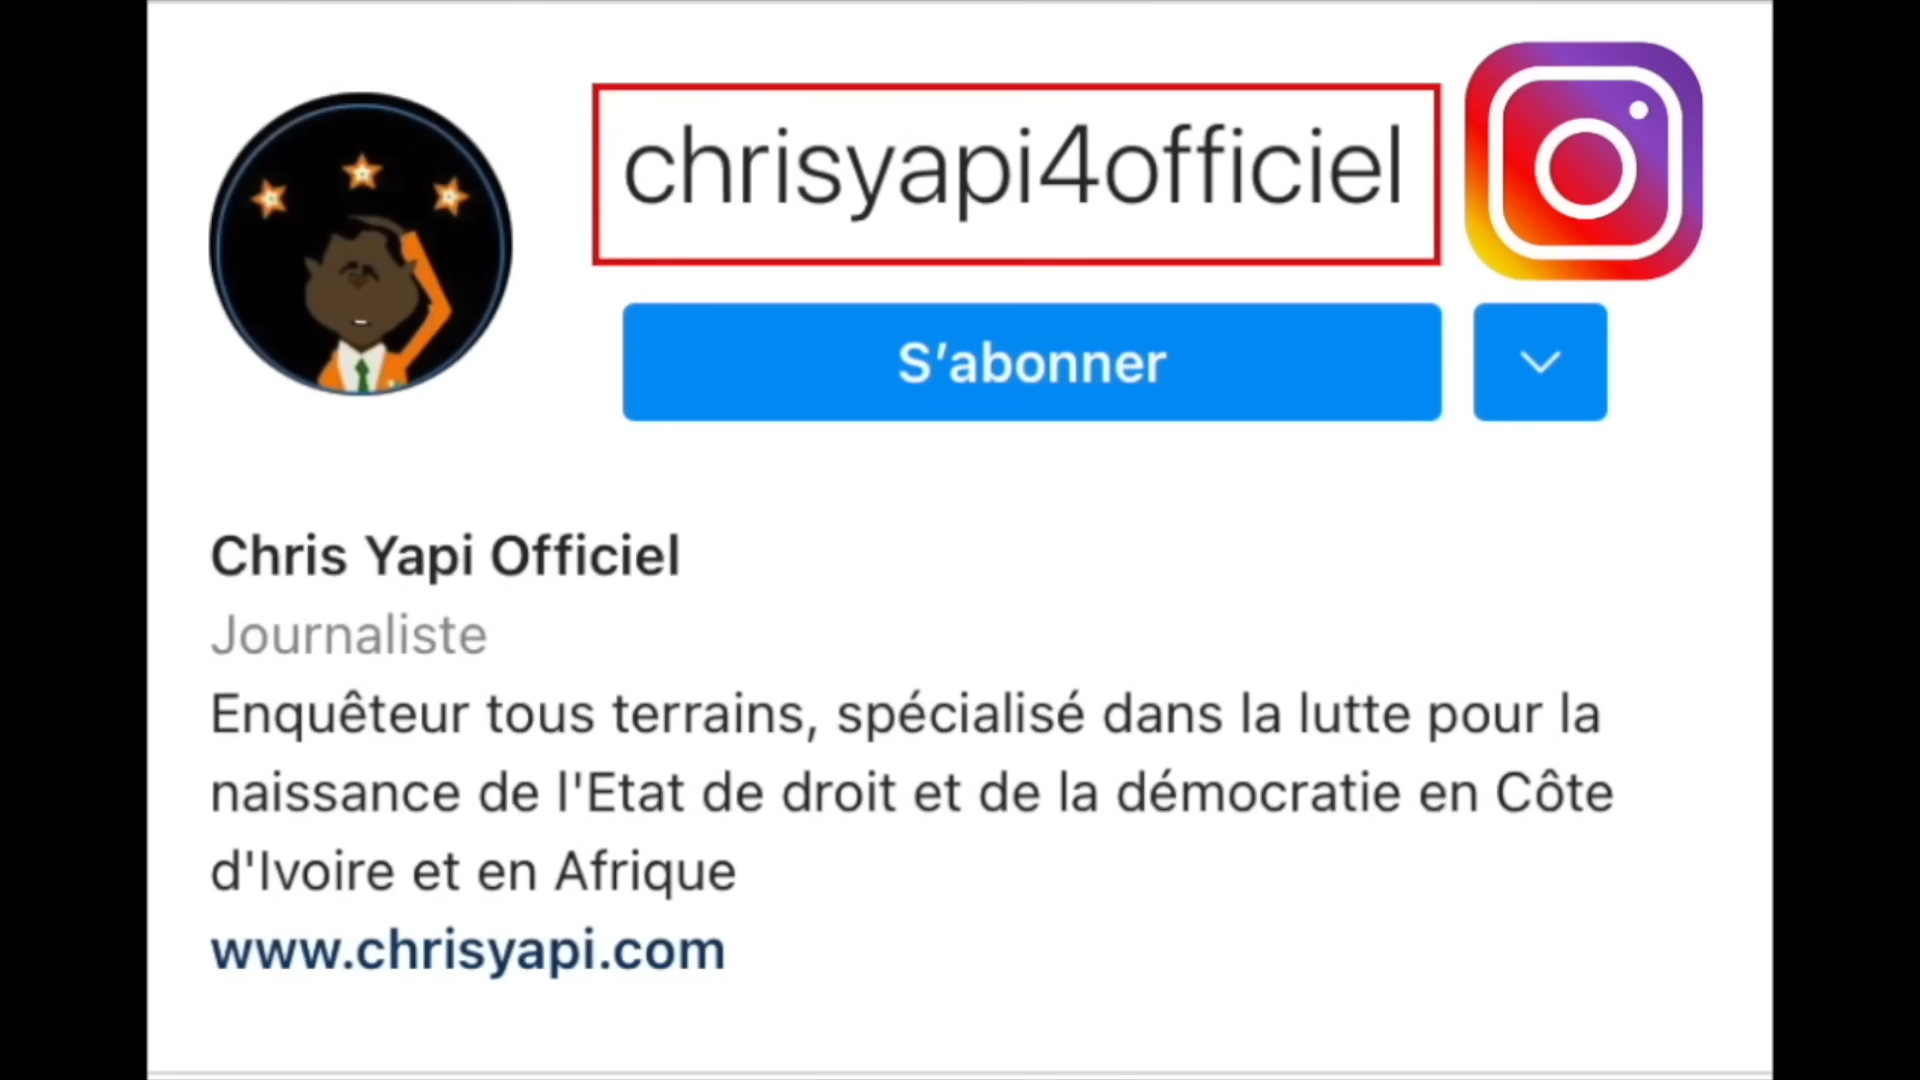 chrisyapi4officiel
S’abonner
Chris Yapi Officiel
Journaliste
Enquêteur tous terrains, spécialisé dans la lutte pour la
naissance de l'Etat de droit et de la démocratie en Côte
d'Ivoire et en Afrique
www.chrisyapi.com